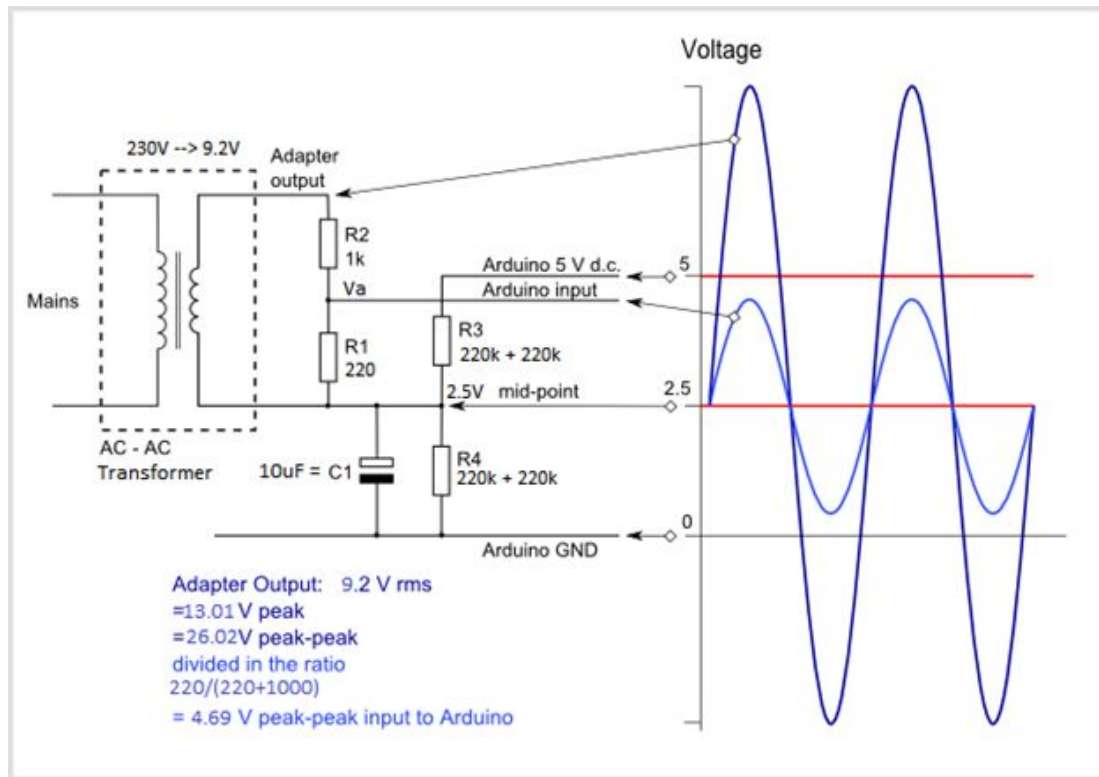 Voltage
230V --> 9.2V
Adapter
output
R2
1k
Arduino 5 V d.c.
5
Va
Arduino input
Mains
R1
220
R3
220k + 220k
2.5V mid-point
2.5
AC - AC
Transformer
10uF = C1
R4
220k + 220k
0
Arduino GND
Adapter Output: 9.2 V rms
=13.01 V peak
=26.02V peak-peak
divided in the ratio
220/(220+1000)
= 4.69 V peak-peak input to Arduino